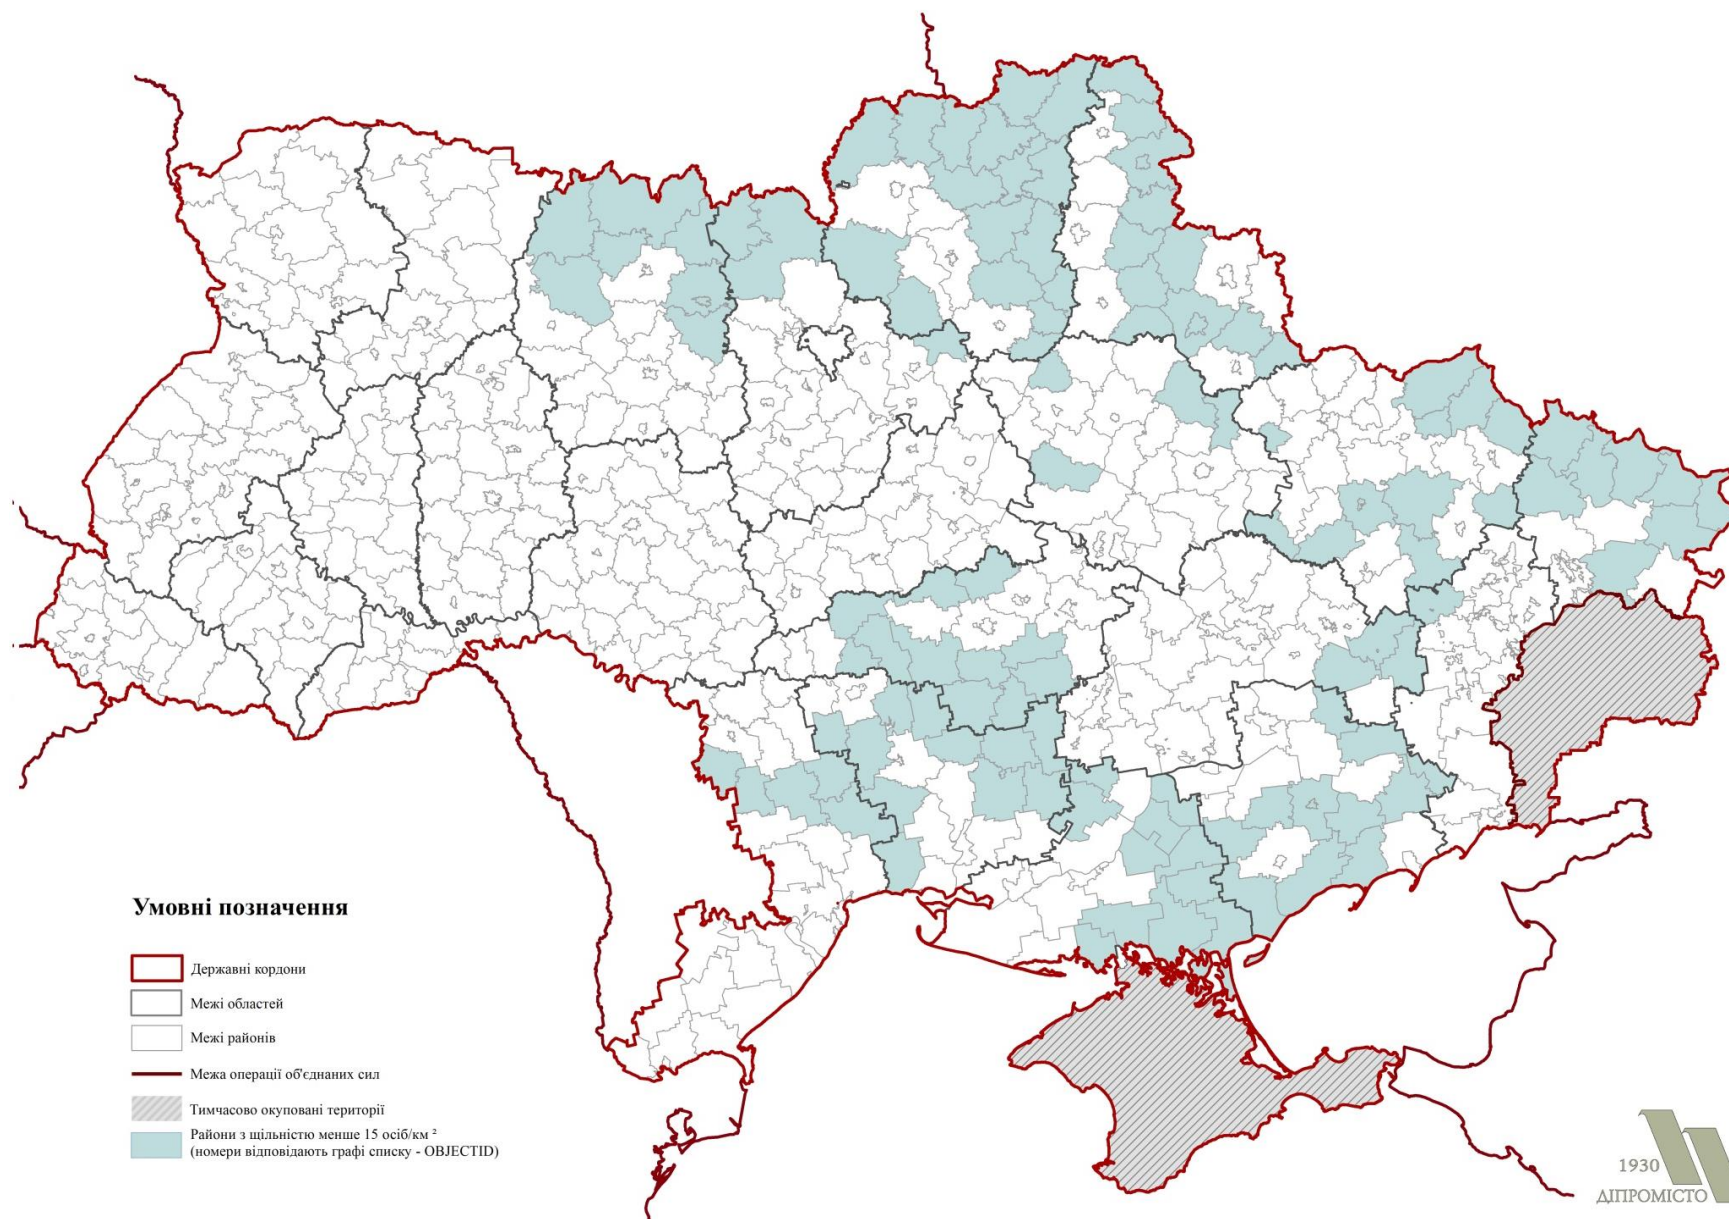 Умовні позначення
Державні кордони
Межі областей
Межі районів
Межа операції об'єднаних сил
Тимчасово окуповані території
Райони з щільністю менше 15 осіб/км ²
(номери відповідають графі списку - OBJECTID)
1930
ДІПРОМІСТО